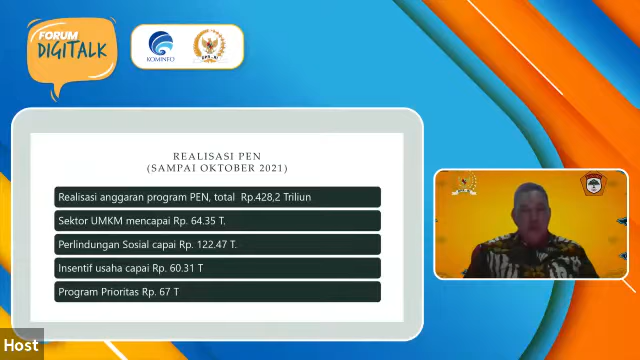 FORUM
DIGITALK
KOMINFO
REALISASI PEN
(SAMPAI OKTOBER 2021)
Realisasi anggaran program PEN, total Rp.428,2 Triliun
Sektor UMKM mencapai Rp. 64.35 T.
Perlindungan Sosial capai Rp. 122.47 T.
Insentif usaha capai Rp. 60.31 T
Program Prioritas Rp. 67 T
Host